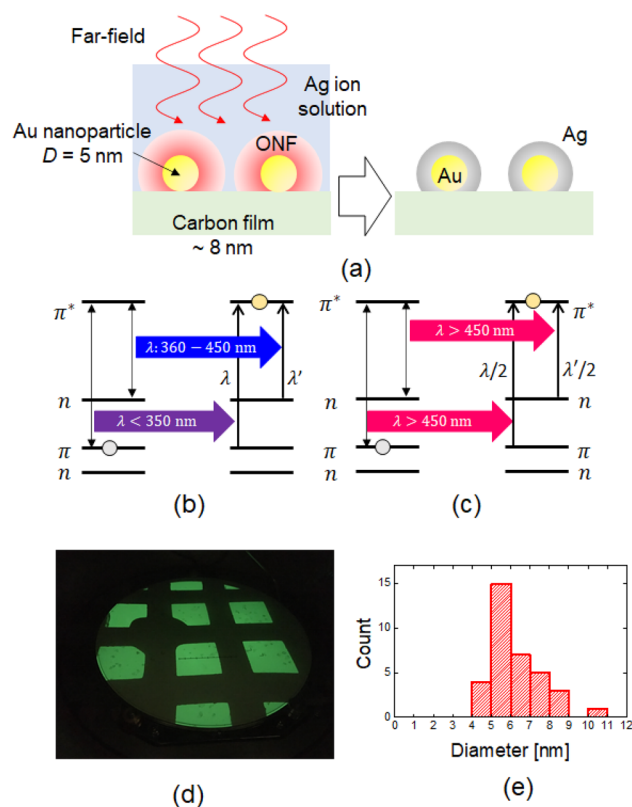 Far-field
Ag ion
solution
Au nanoparticle
D = 5 nm
ONF
Ag
Au
Carbon film
~ 8 nm
(a)
π*
λ: 360 − 450 nm
λ
λ′
n
λ < 350 nm
π
n
(b)
π*
λ > 450 nm
λ/2
λ′/2
n
λ > 450 nm
π
n
(c)
(d)
15
10
5
0
Count
0 1 2 3 4 5 6 7 8 9 10 11 12
Diameter [nm]
(e)